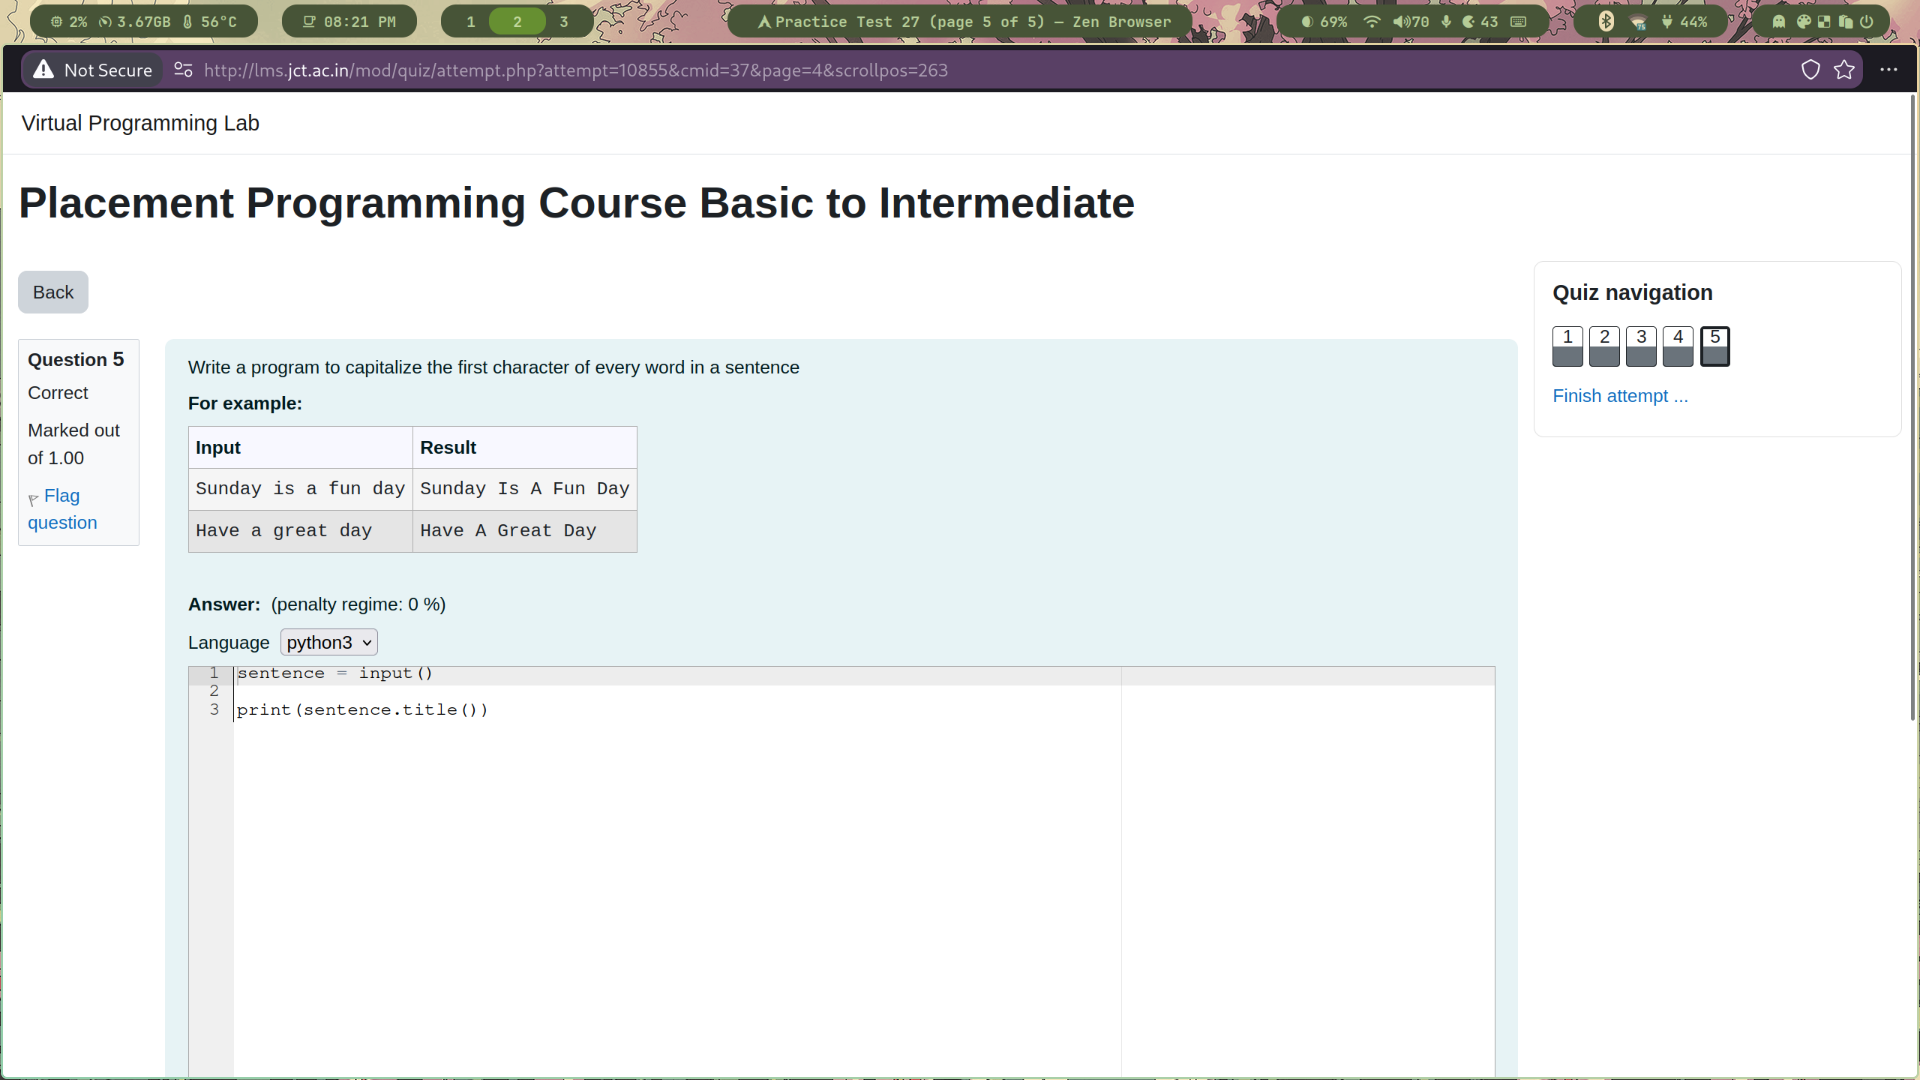 2% 3.67GB 56°C 08:21 PM 1 2 3 Practice Test 27 (page 5 of 5) — Zen Browser 69% 70 43 44%
Not Secure http://lms.jct.ac.in/mod/quiz/attempt.php?attempt=10855&cmid=37&page=4&scrollpos=263
Virtual Programming Lab
Placement Programming Course Basic to Intermediate
Back
Question 5
Correct
Marked out
of 1.00
Flag
question
Write a program to capitalize the first character of every word in a sentence
For example:
Input Result
Sunday is a fun day Sunday Is A Fun Day
Have a great day Have A Great Day
Answer: (penalty regime: 0 %)
Language python3
1 sentence = input()
2
3 print(sentence.title())
Quiz navigation
1 2 3 4 5
Finish attempt ...